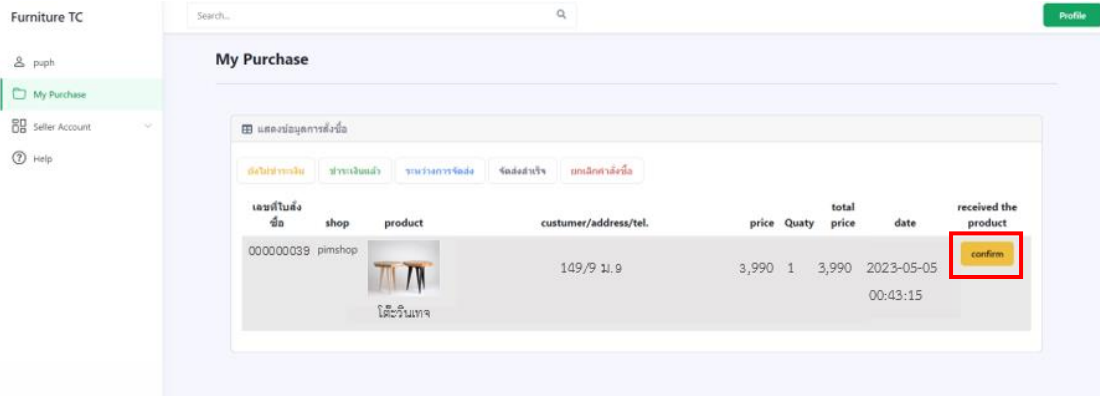 Furniture TC
Search...
Profile
puph
My Purchase
Seller Account
Help
My Purchase
แสดงข้อมูลการสั่งซื้อ
ยังไม่ชำระเงิน ชำระเงินแล้ว ระหว่างการจัดส่ง จัดส่งสำเร็จ ยกเลิกคำสั่งซื้อ
เลขที่ใบสั่ง total received the
ซื้อ shop product custumer/address/tel. price Quaty price date product
000000039 pimshop 149/9 ม.9 3,990 1 3,990 2023-05-05 confirm
00:43:15
โต๊ะวินเทจ